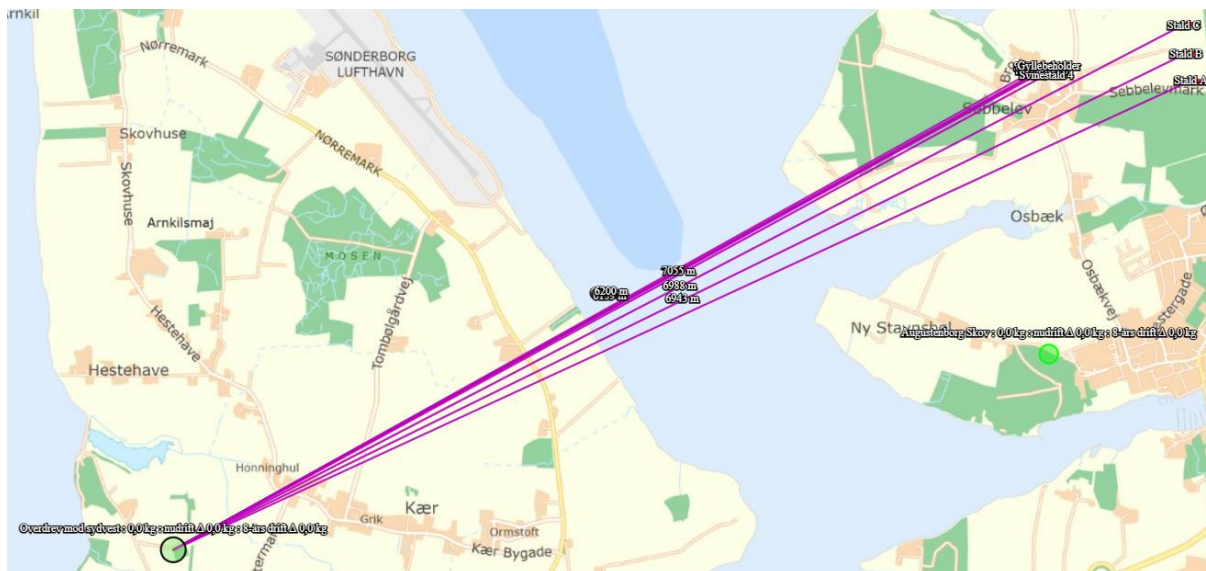 Arnkil
Nørremark
SØNDERBORG
LUFTHAVN
Stald C
Stald B
Stald A
Gyllebeholder
Svinestald 4
Sebbelev
Sebbelevmark
Skovhuse
NØRREMARK
Skovhuse
Arnkilsmaj
MOSEN
Osbæk
Osbækvej
7055 m
6988 m
6943 m
6200 m
Tombølgårdvej
Hestehave
Hestehave
Ny Stavnsbøl
Augustenborg Skov : 0,0 kg : nudrift Δ 0,0 kg : 8-års drift Δ 0,0 kg
Honninghul
Kær
Grik
Ormstoft
Kær Bygade
Overdrev mod sydvest : 0,0 kg : nudrift Δ 0,0 kg : 8-års drift Δ 0,0 kg